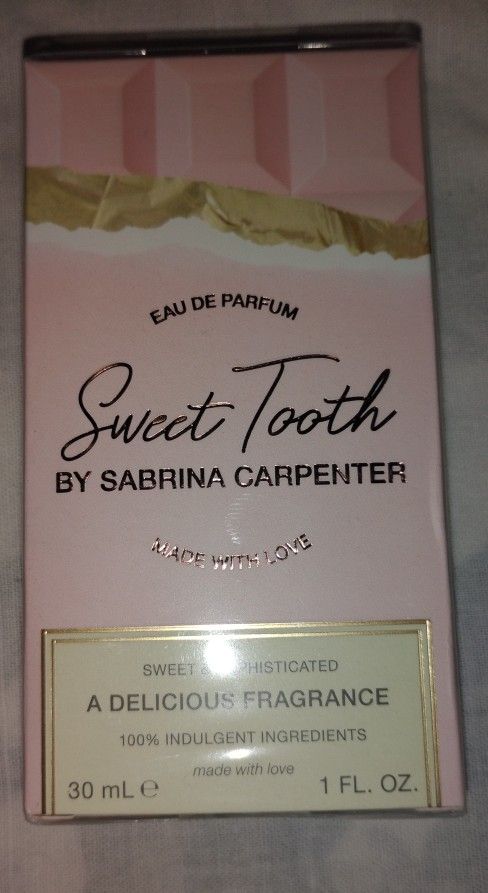 EAU DE PARFUM
Sweet Tooth
BY SABRINA CARPENTER
MADE WITH LOVE
SWEET & SOPHISTICATED
A DELICIOUS FRAGRANCE
100% INDULGENT INGREDIENTS
made with love
30 mL ℮ 1 FL. OZ.